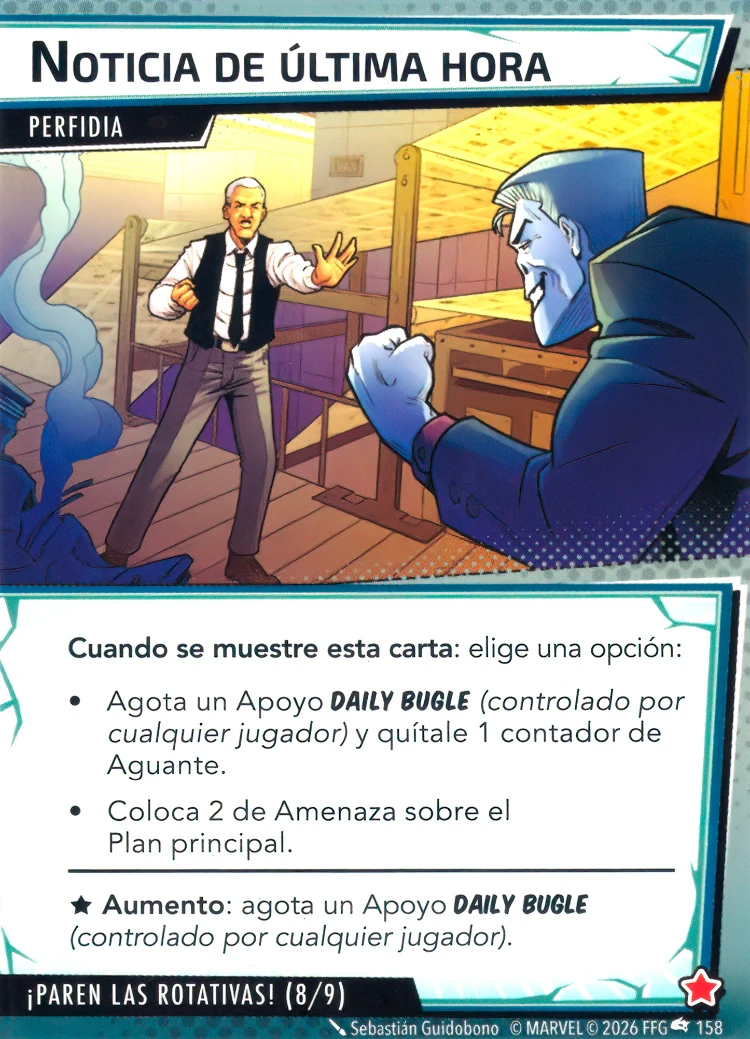 NOTICIA DE ÚLTIMA HORA
PERFIDIA
Cuando se muestre esta carta: elige una opción:
• Agota un Apoyo DAILY BUGLE (controlado por
cualquier jugador) y quítale 1 contador de
Aguante.
• Coloca 2 de Amenaza sobre el
Plan principal.
★ Aumento: agota un Apoyo DAILY BUGLE
(controlado por cualquier jugador).
¡PAREN LAS ROTATIVAS! (8/9)
Sebastián Guidobono © MARVEL © 2026 FFG 158